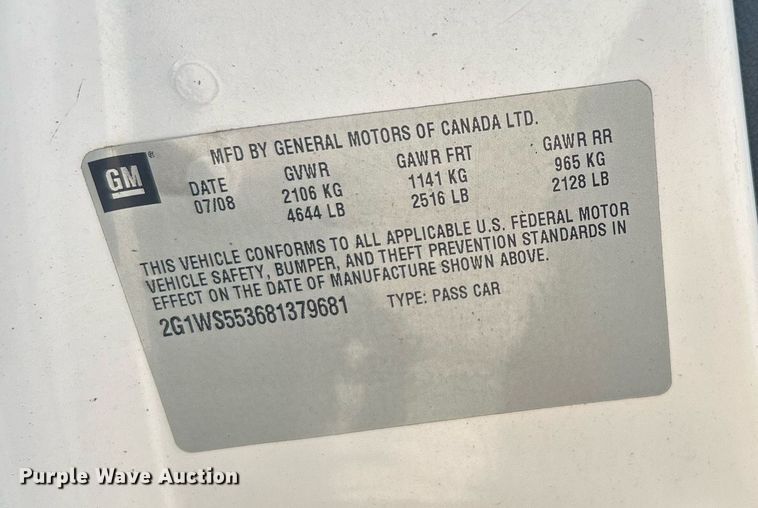 GM®
MFD BY GENERAL MOTORS OF CANADA LTD.
DATE GVWR GAWR FRT GAWR RR
07/08 2106 KG 1141 KG 965 KG
4644 LB 2516 LB 2128 LB
THIS VEHICLE CONFORMS TO ALL APPLICABLE U.S. FEDERAL MOTOR
VEHICLE SAFETY, BUMPER, AND THEFT PREVENTION STANDARDS IN
EFFECT ON THE DATE OF MANUFACTURE SHOWN ABOVE.
2G1WS553681379681 TYPE: PASS CAR
Purple Wave Auction